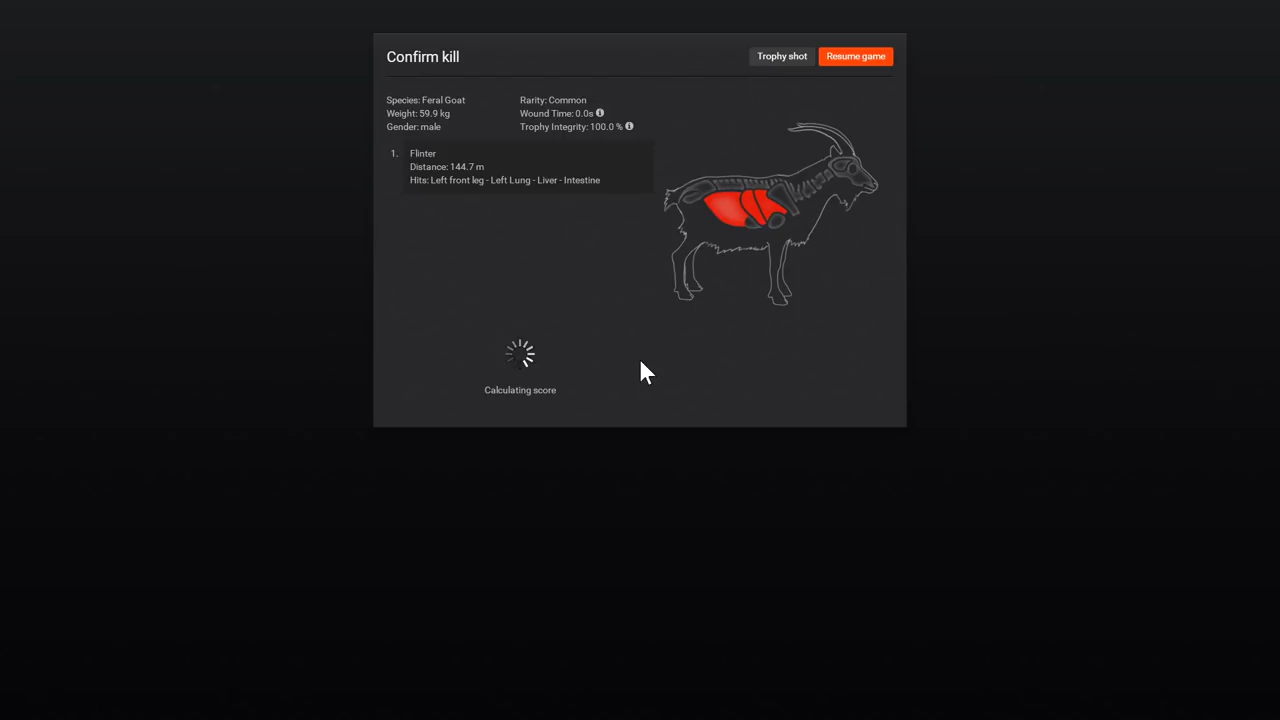 Confirm kill
Trophy shot
Resume game
Species: Feral Goat
Rarity: Common
Weight: 59.9 kg
Wound Time: 0.0s
Gender: male
Trophy Integrity: 100.0 %
1. Flinter
Distance: 144.7 m
Hits: Left front leg - Left Lung - Liver - Intestine
Calculating score